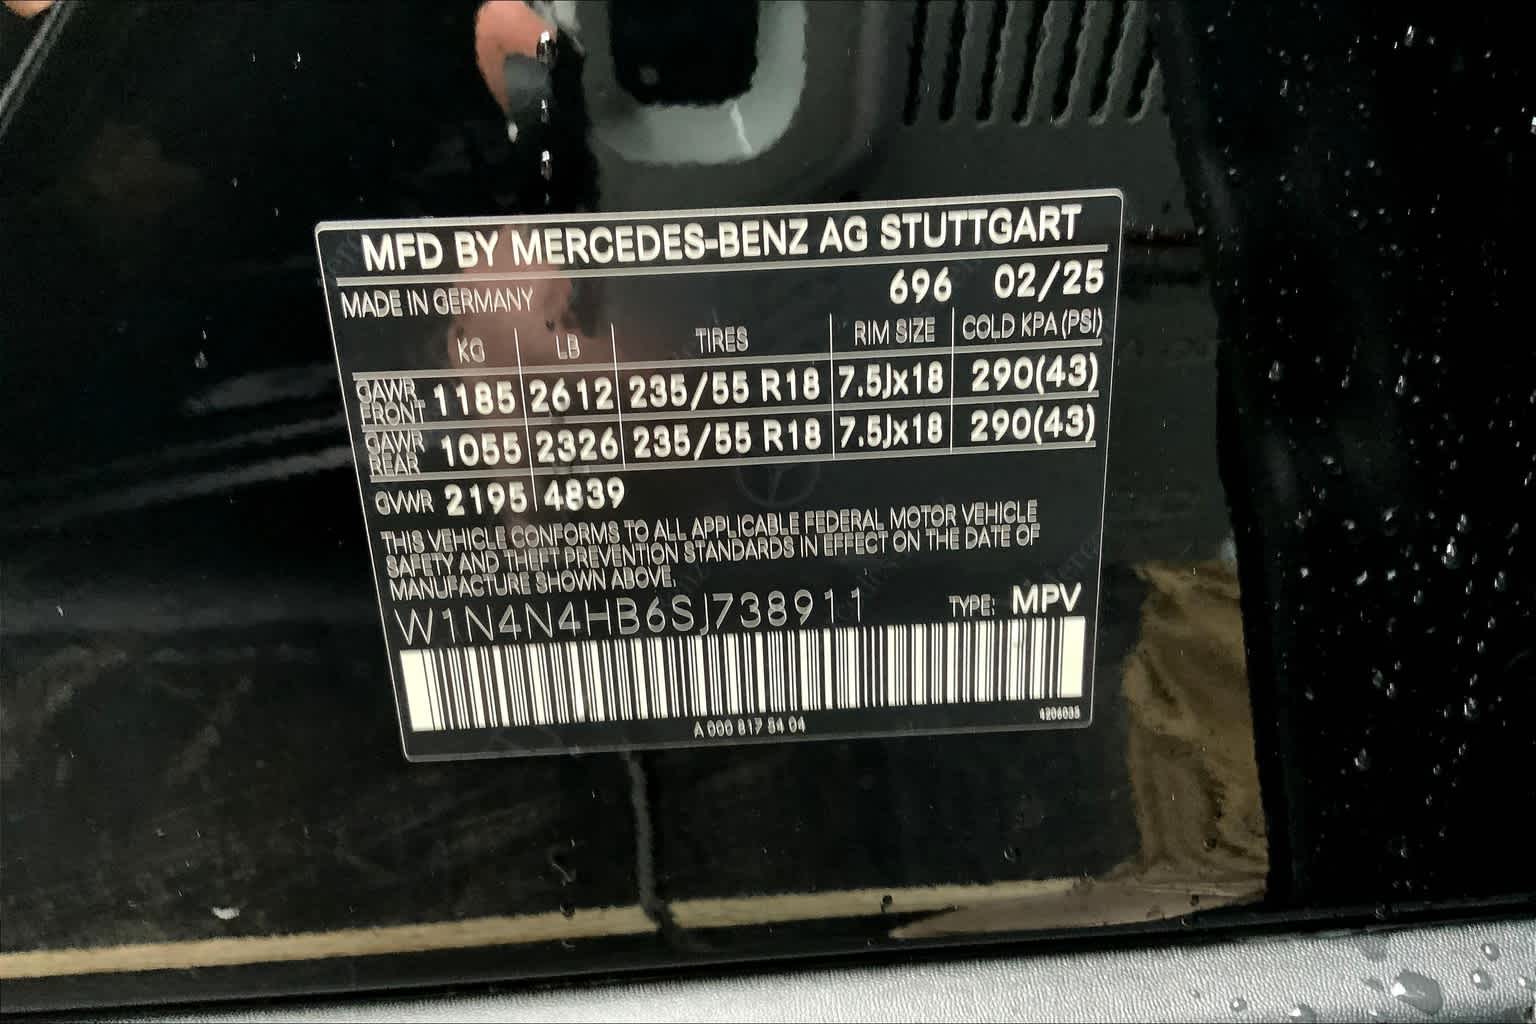 MFD BY MERCEDES-BENZ AG STUTTGART
MADE IN GERMANY 696 02/25
KG LB TIRES RIM SIZE COLD KPA (PSI)
GAWR FRONT 1185 2612 235/55 R18 7.5Jx18 290(43)
GAWR REAR 1055 2326 235/55 R18 7.5Jx18 290(43)
GVWR 2195 4839
THIS VEHICLE CONFORMS TO ALL APPLICABLE FEDERAL MOTOR VEHICLE
SAFETY AND THEFT PREVENTION STANDARDS IN EFFECT ON THE DATE OF
MANUFACTURE SHOWN ABOVE.
W1N4N4HB6SJ738911 TYPE: MPV
A 000 817 54 04
4206035